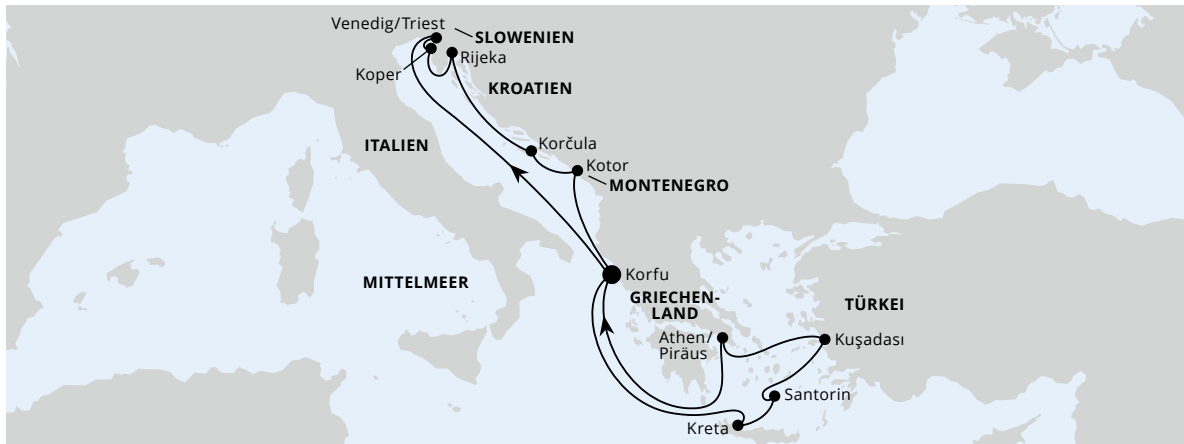 Venedig/Triest
SLOWENIEN
Koper
Rijeka
KROATIEN
ITALIEN
Korčula
Kotor
MONTENEGRO
MITTELMEER
Korfu
GRIECHEN-
LAND
TÜRKEI
Athen/
Piräus
Kuşadası
Santorin
Kreta